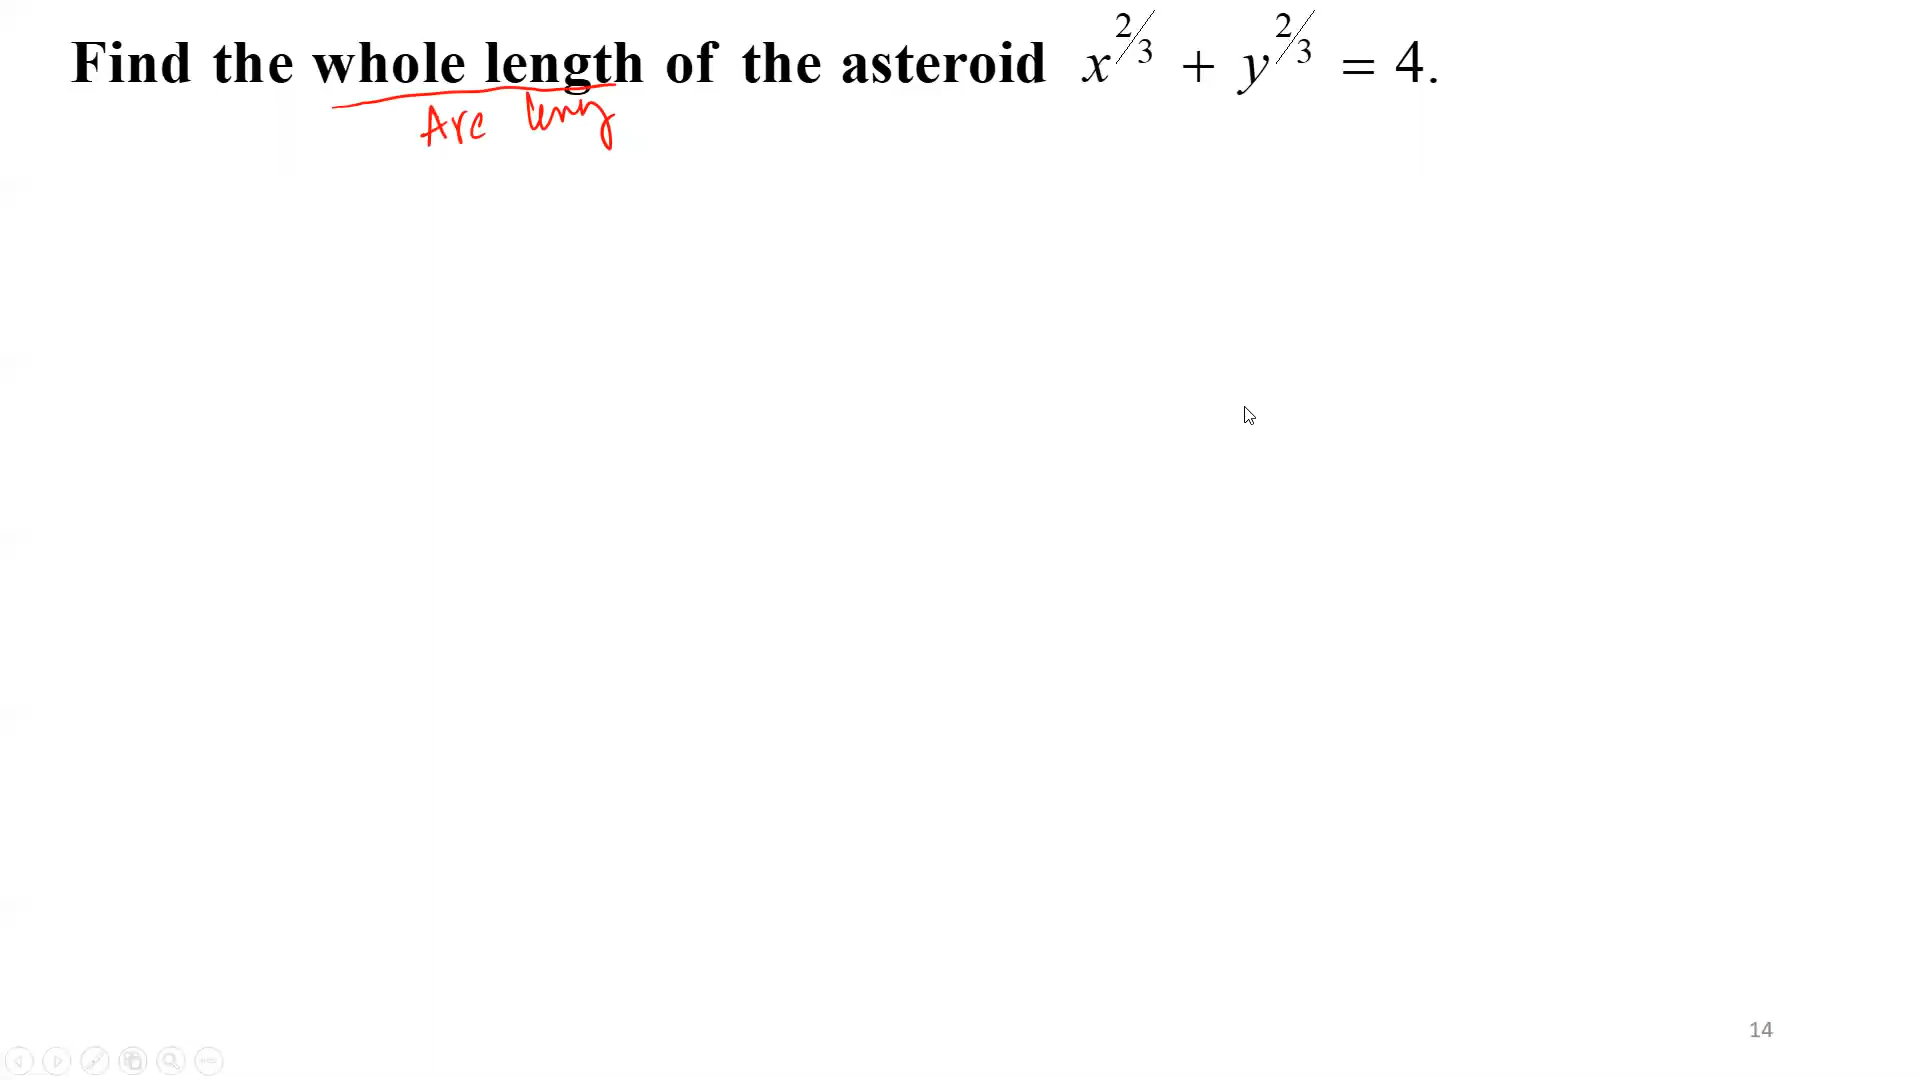 Find the whole length of the asteroid x^{2/3} + y^{2/3} = 4.
Arc leng
14